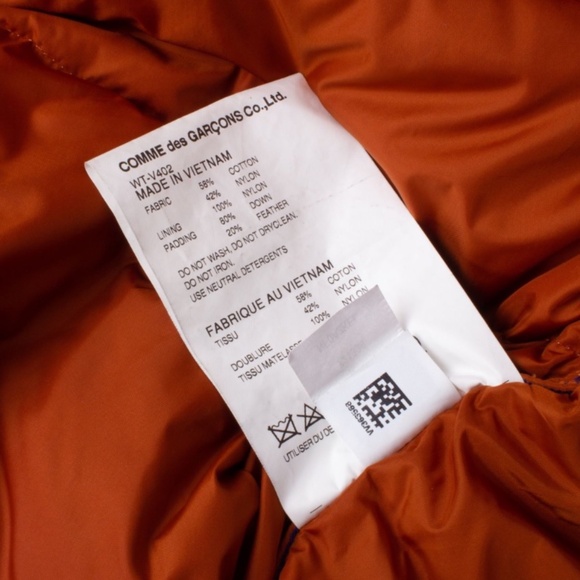 COMME des GARÇONS Co.,Ltd.
WT-V402
MADE IN VIETNAM
FABRIC 58% COTTON
42% NYLON
LINING 100% NYLON
PADDING 80% DOWN
20% FEATHER
DO NOT WASH, DO NOT DRYCLEAN.
DO NOT IRON.
USE NEUTRAL DETERGENTS
FABRIQUE AU VIETNAM
TISSU 58% COTON
42% NYLON
DOUBLURE 100% NYLON
TISSU MATELASS
UTILISER DU DE